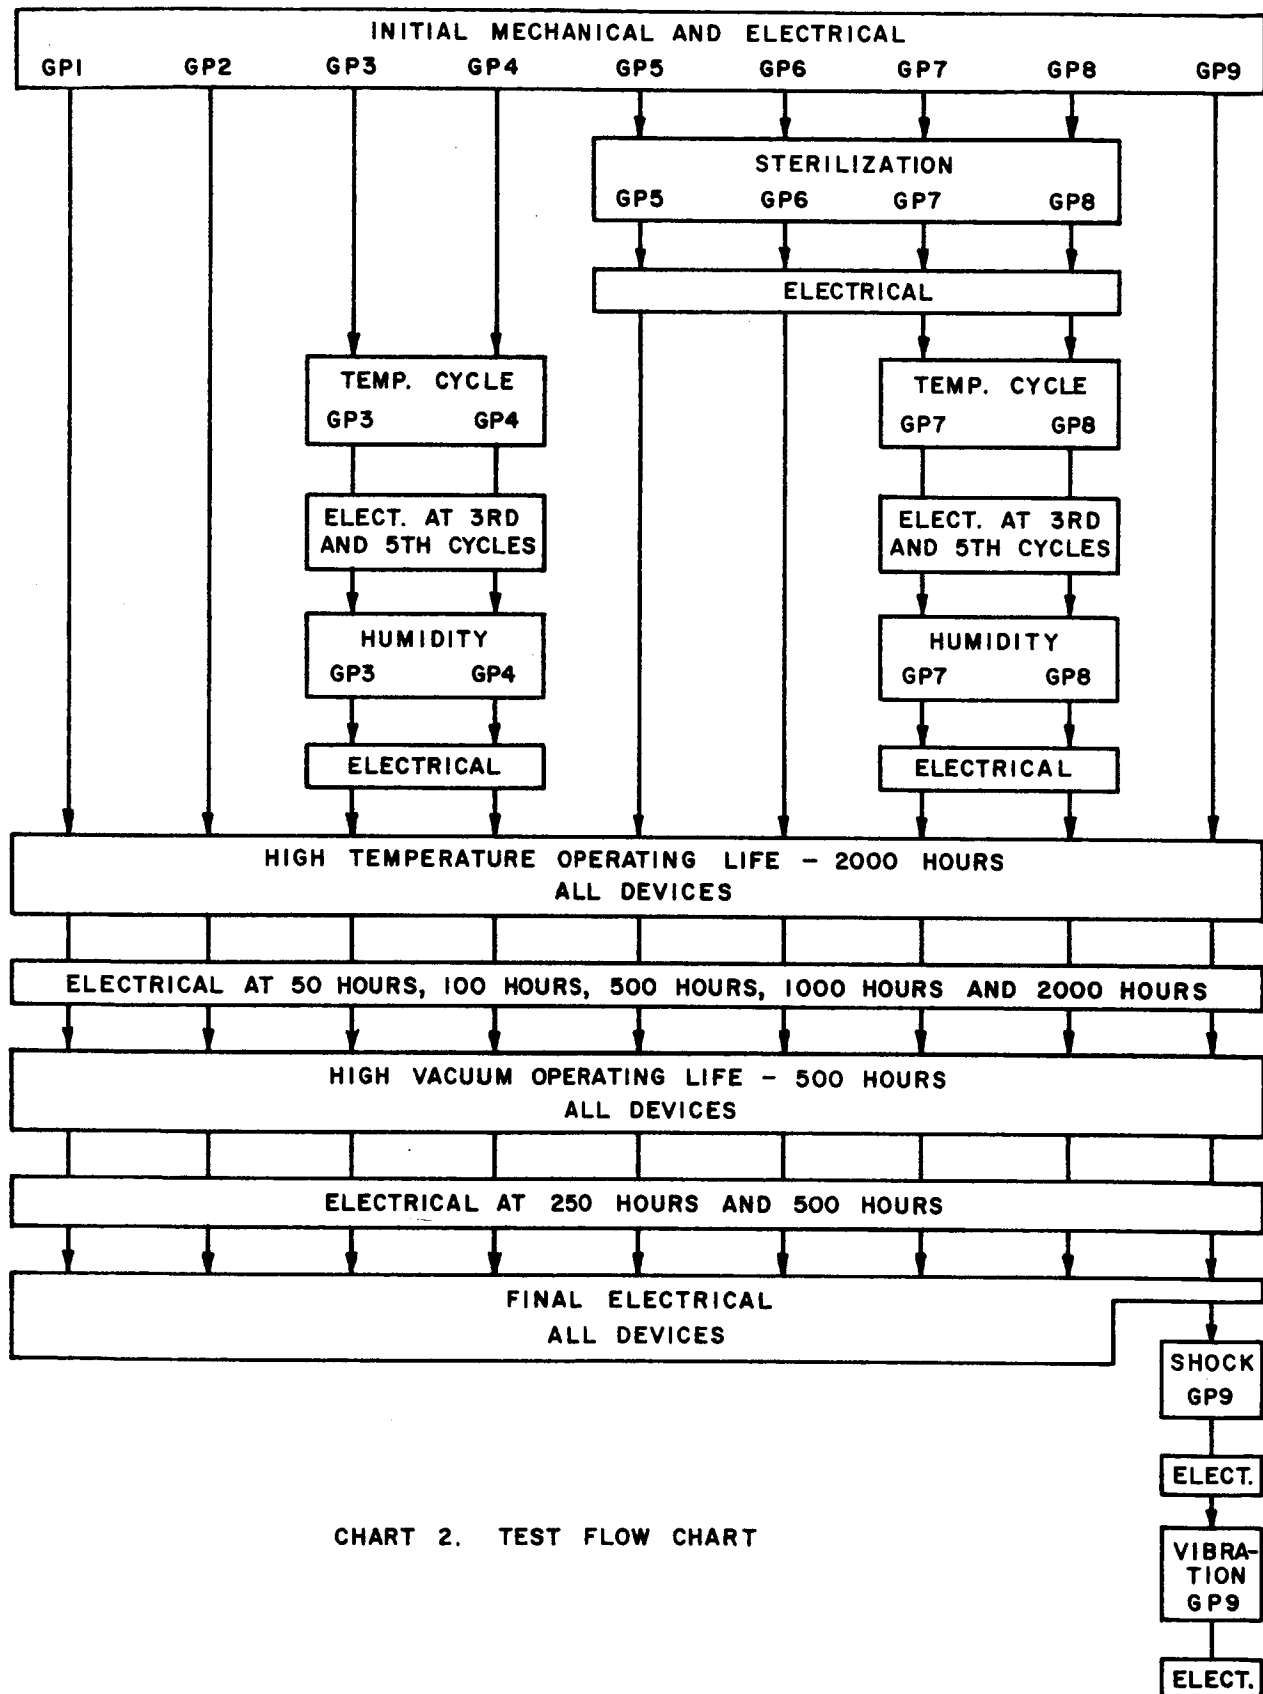 INITIAL MECHANICAL AND ELECTRICAL
GP1 GP2 GP3 GP4 GP5 GP6 GP7 GP8 GP9
STERILIZATION
GP5 GP6 GP7 GP8
ELECTRICAL
TEMP. CYCLE
GP3 GP4
TEMP. CYCLE
GP7 GP8
ELECT. AT 3RD
AND 5TH CYCLES
ELECT. AT 3RD
AND 5TH CYCLES
HUMIDITY
GP3 GP4
HUMIDITY
GP7 GP8
ELECTRICAL
ELECTRICAL
HIGH TEMPERATURE OPERATING LIFE - 2000 HOURS
ALL DEVICES
ELECTRICAL AT 50 HOURS, 100 HOURS, 500 HOURS, 1000 HOURS AND 2000 HOURS
HIGH VACUUM OPERATING LIFE - 500 HOURS
ALL DEVICES
ELECTRICAL AT 250 HOURS AND 500 HOURS
FINAL ELECTRICAL
ALL DEVICES
SHOCK
GP9
ELECT.
VIBRA-
TION
GP9
ELECT.
CHART 2. TEST FLOW CHART